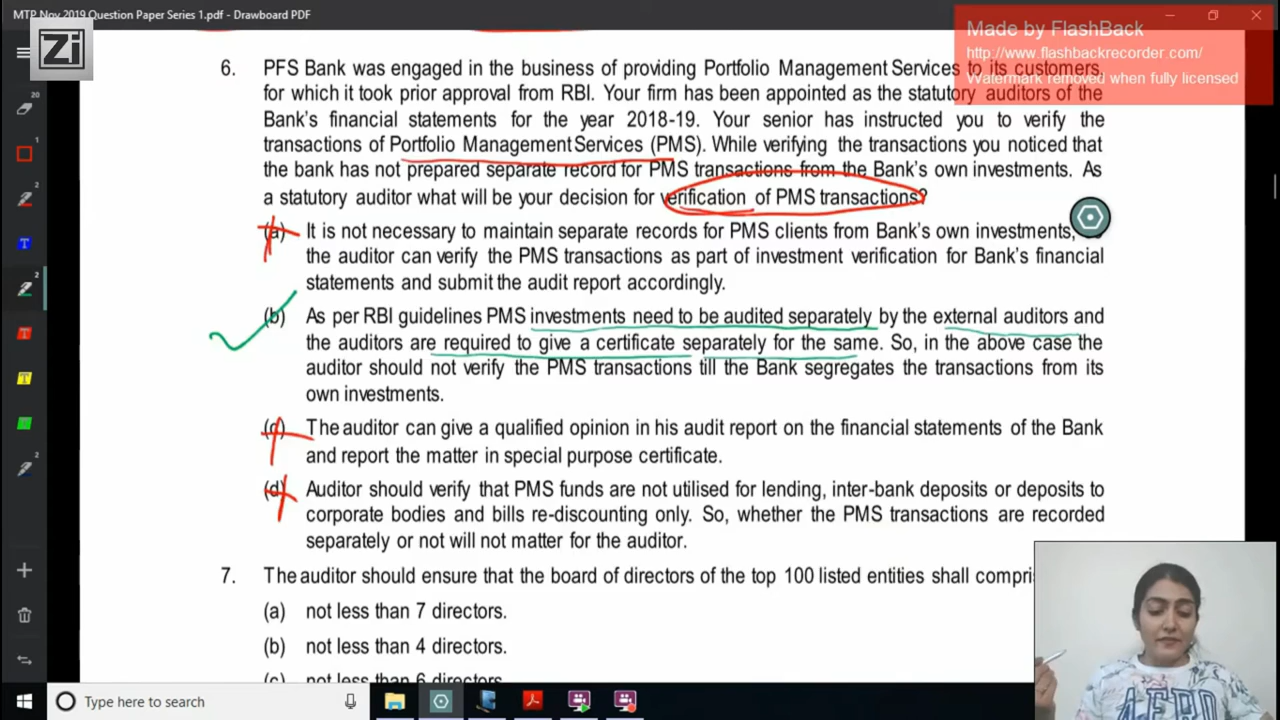 MTP Nov 2019 Question Paper Series 1.pdf - Drawboard PDF
Zi
Made by FlashBack
http://www.flashbackrecorder.com/
Watermark removed when fully licensed
6. PFS Bank was engaged in the business of providing Portfolio Management Services to its customers,
for which it took prior approval from RBI. Your firm has been appointed as the statutory auditors of the
Bank's financial statements for the year 2018-19. Your senior has instructed you to verify the
transactions of Portfolio Management Services (PMS). While verifying the transactions you noticed that
the bank has not prepared separate record for PMS transactions from the Bank's own investments. As
a statutory auditor what will be your decision for verification of PMS transactions?
(a) It is not necessary to maintain separate records for PMS clients from Bank's own investments,
the auditor can verify the PMS transactions as part of investment verification for Bank's financial
statements and submit the audit report accordingly.
(b) As per RBI guidelines PMS investments need to be audited separately by the external auditors and
the auditors are required to give a certificate separately for the same. So, in the above case the
auditor should not verify the PMS transactions till the Bank segregates the transactions from its
own investments.
(c) The auditor can give a qualified opinion in his audit report on the financial statements of the Bank
and report the matter in special purpose certificate.
(d) Auditor should verify that PMS funds are not utilised for lending, inter-bank deposits or deposits to
corporate bodies and bills re-discounting only. So, whether the PMS transactions are recorded
separately or not will not matter for the auditor.
7. The auditor should ensure that the board of directors of the top 100 listed entities shall
(a) not less than 7 directors.
(b) not less than 4 directors.
(c) not less than 6 directors.
Type here to search